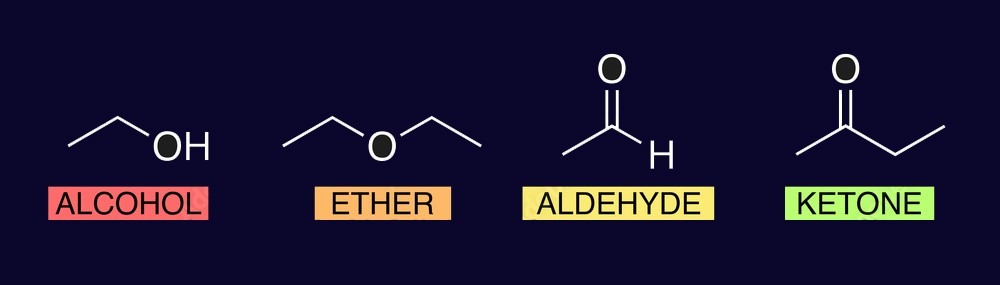 O
O
OH
O
H
ALCOHOL
ETHER
ALDEHYDE
KETONE